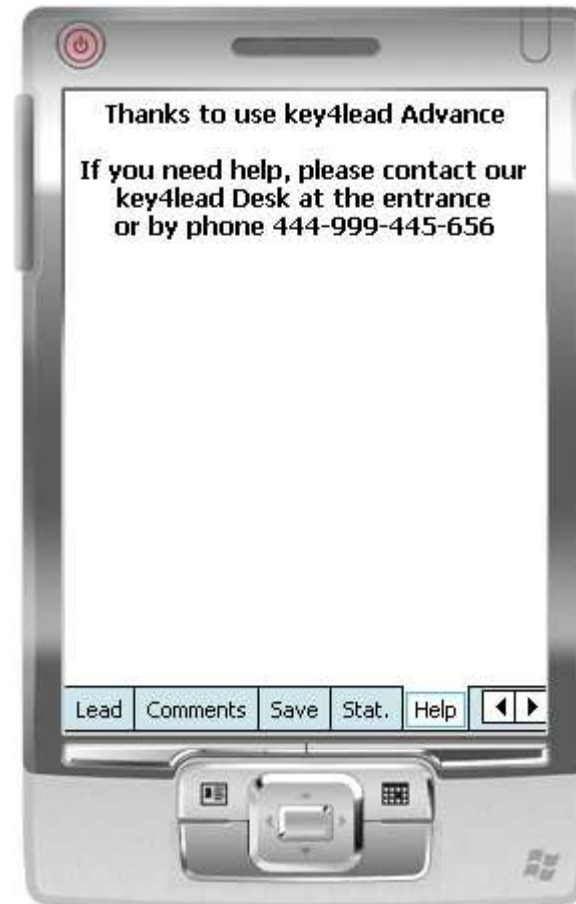 Thanks to use key4lead Advance
If you need help, please contact our
key4lead Desk at the entrance
or by phone 444-999-445-656
Lead Comments Save Stat. Help